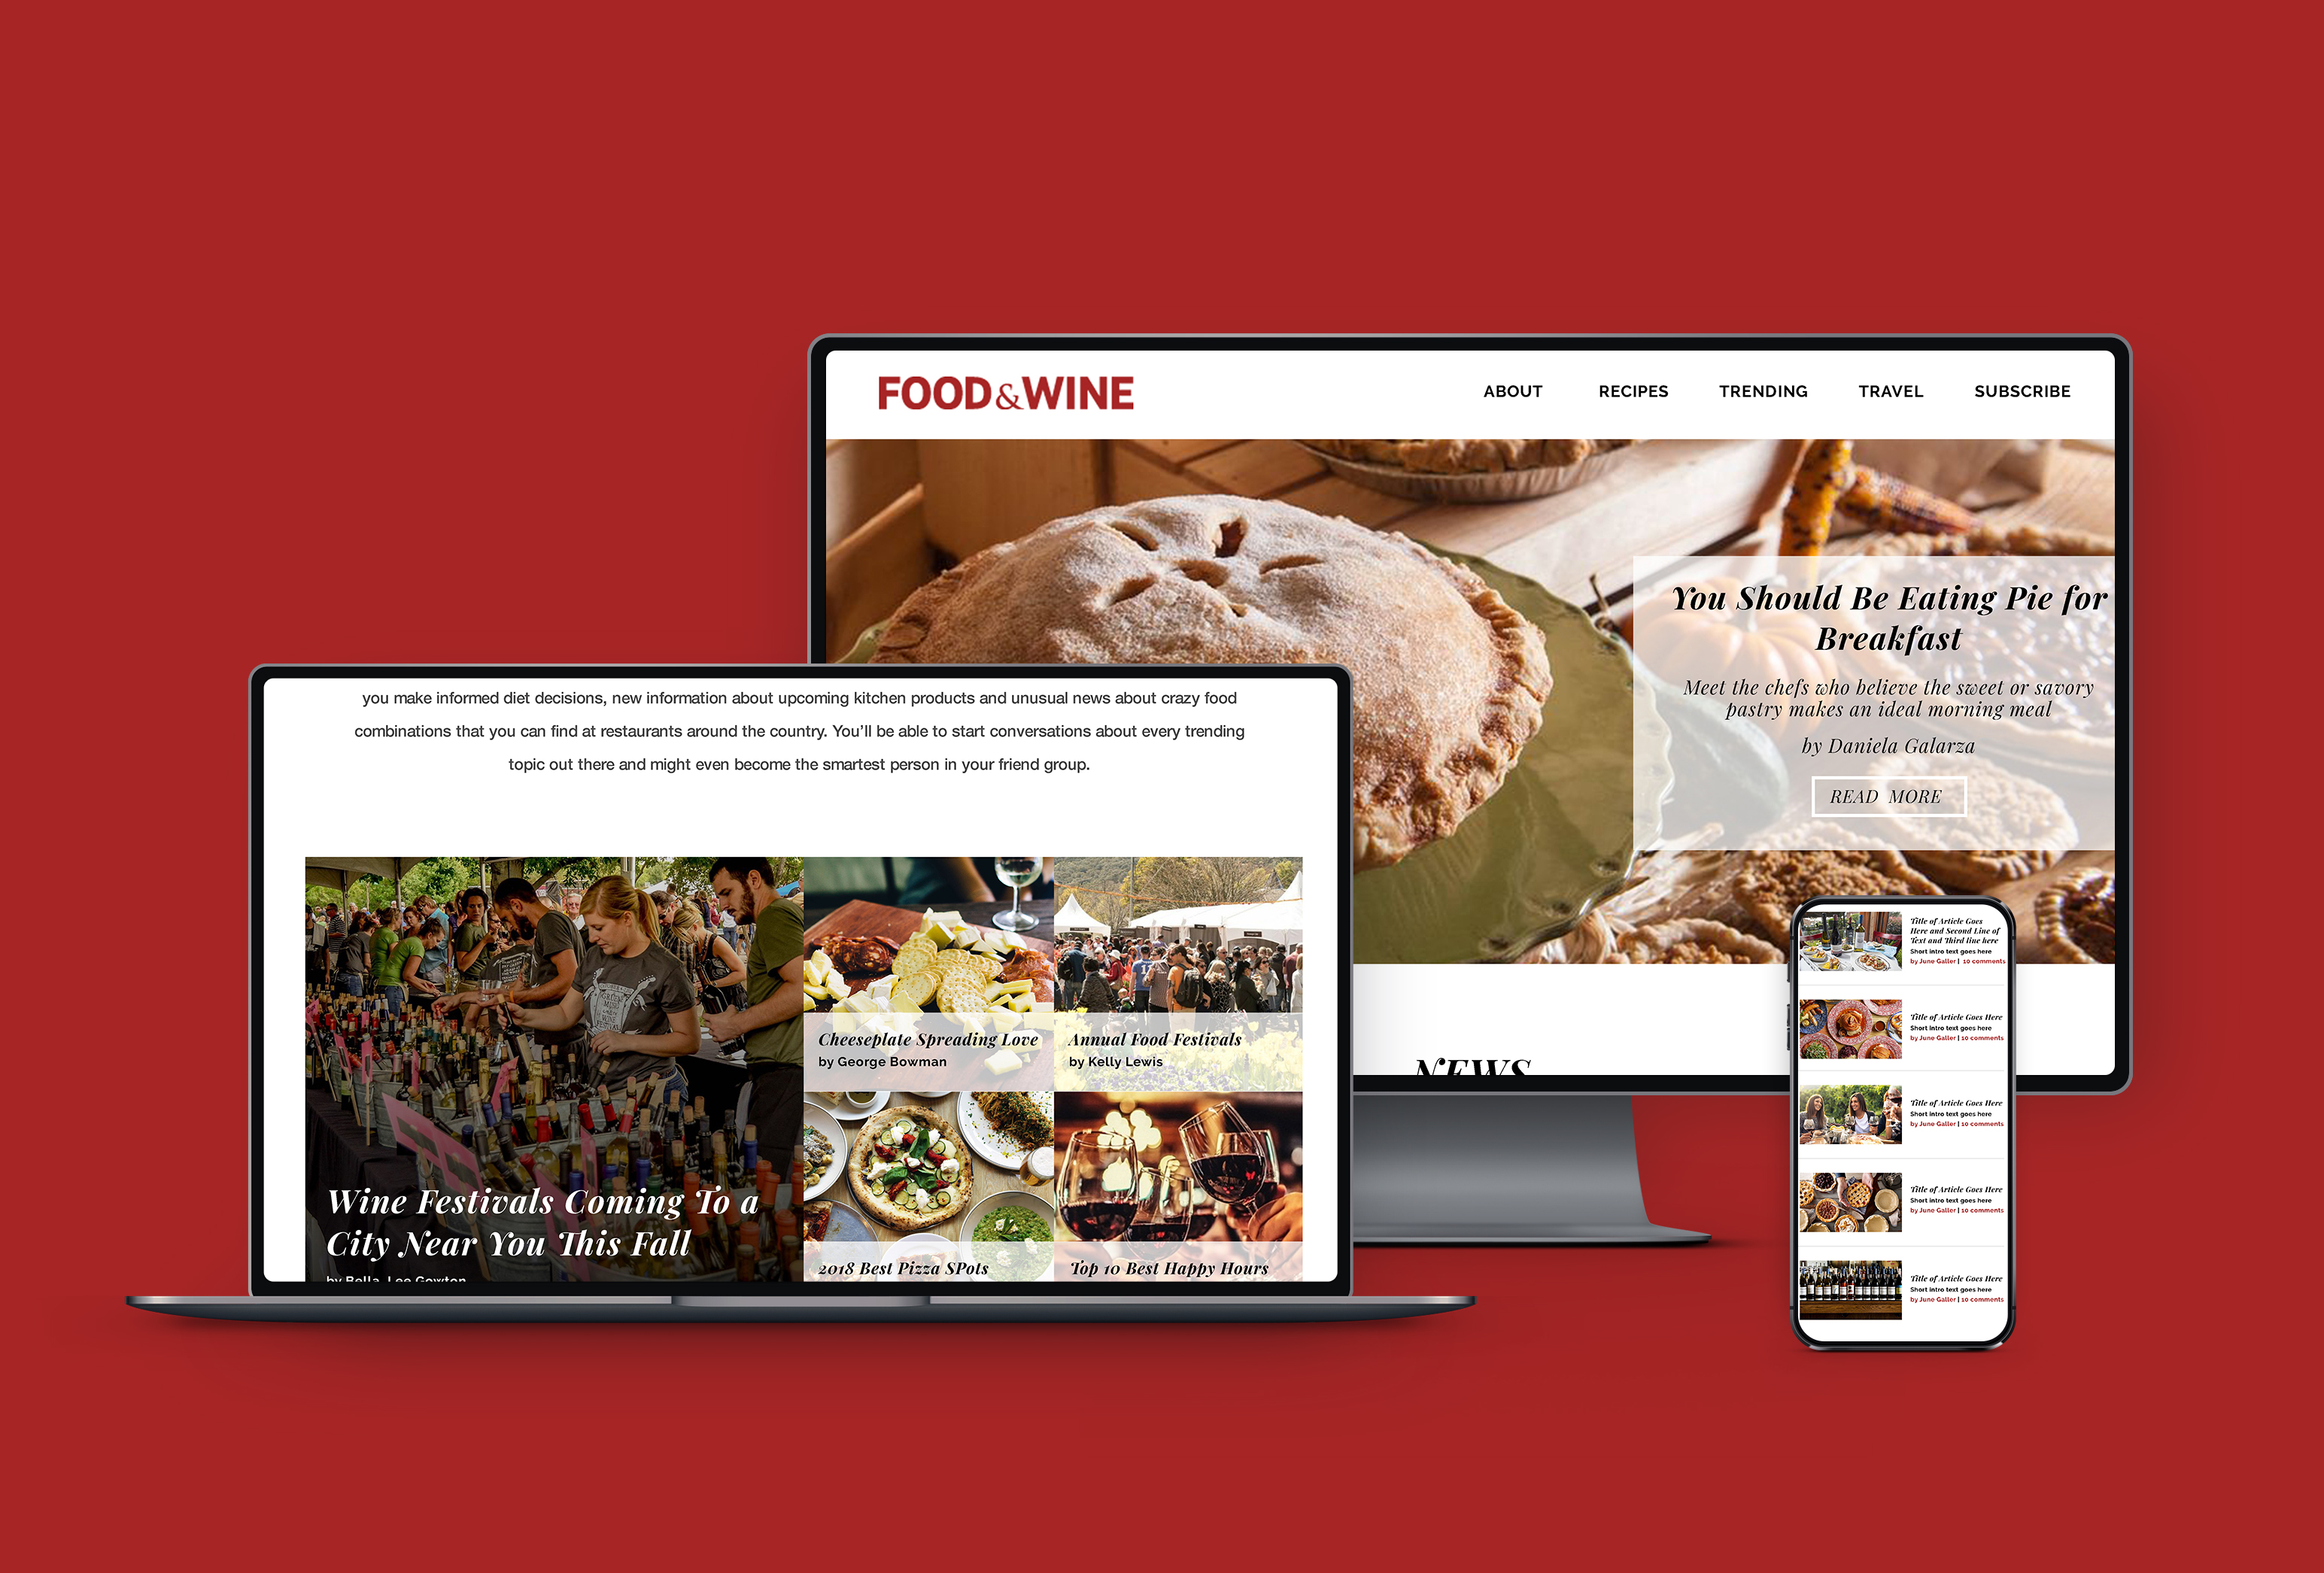 FOOD&WINE
ABOUT RECIPES TRENDING TRAVEL SUBSCRIBE
You Should Be Eating Pie for
Breakfast
Meet the chefs who believe the sweet or savory
pastry makes an ideal morning meal
by Daniela Galarza
READ MORE
NEWS
you make informed diet decisions, new information about upcoming kitchen products and unusual news about crazy food
combinations that you can find at restaurants around the country. You'll be able to start conversations about every trending
topic out there and might even become the smartest person in your friend group.
Wine Festivals Coming To a
City Near You This Fall
by Bella Lee Gowton
Cheeseplate Spreading Love
by George Bowman
Annual Food Festivals
by Kelly Lewis
2018 Best Pizza SPots
Top 10 Best Happy Hours
Title of Article Goes
Here and Second Line of
Text and Third line here
Short intro text goes here
by June Galler | 10 comments
Title of Article Goes Here
Short intro text goes here
by June Galler | 10 comments
Title of Article Goes Here
Short intro text goes here
by June Galler | 10 comments
Title of Article Goes Here
Short intro text goes here
by June Galler | 10 comments
Title of Article Goes Here
Short intro text goes here
by June Galler | 10 comments